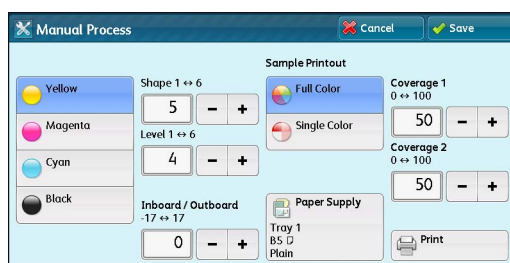 Manual Process
Cancel
Save
Yellow
Magenta
Cyan
Black
Shape 1 ↔ 6
5
− +
Level 1 ↔ 6
4
− +
Inboard / Outboard
-17 ↔ 17
0
− +
Sample Printout
Full Color
Single Color
Paper Supply
Tray 1
B5
Plain
Coverage 1
0 ↔ 100
50
− +
Coverage 2
0 ↔ 100
50
− +
Print